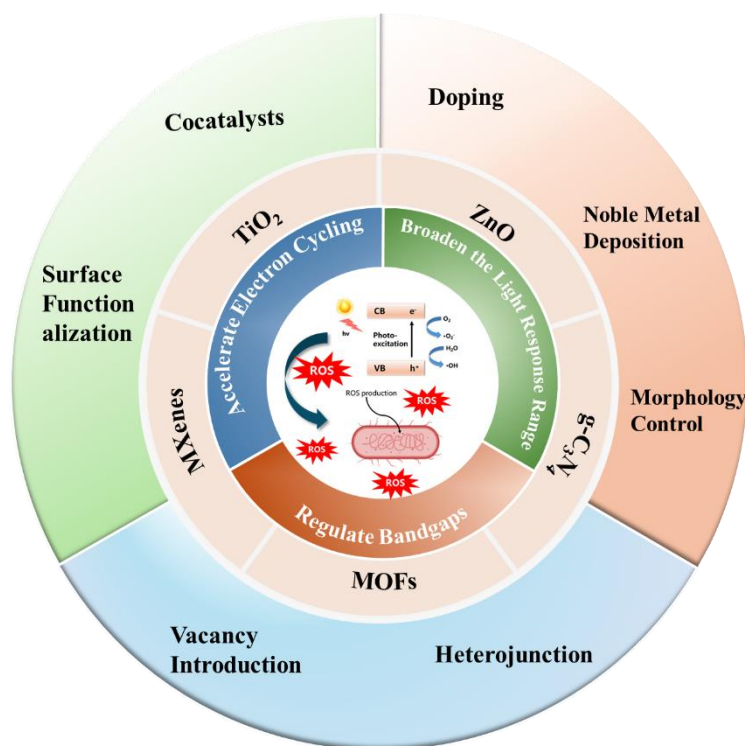 Cocatalysts
Doping
Surface
Function
alization
Noble Metal
Deposition
Morphology
Control
Vacancy
Introduction
Heterojunction
TiO₂
ZnO
g-C₃N₄
MOFs
MXenes
Accelerate Electron Cycling
Broaden the Light Response Range
Regulate Bandgaps
hv
CB e⁻
Photo-
excitation
VB h⁺
O₂
·O₂⁻
H₂O
·OH
ROS
ROS production
ROS
ROS
ROS